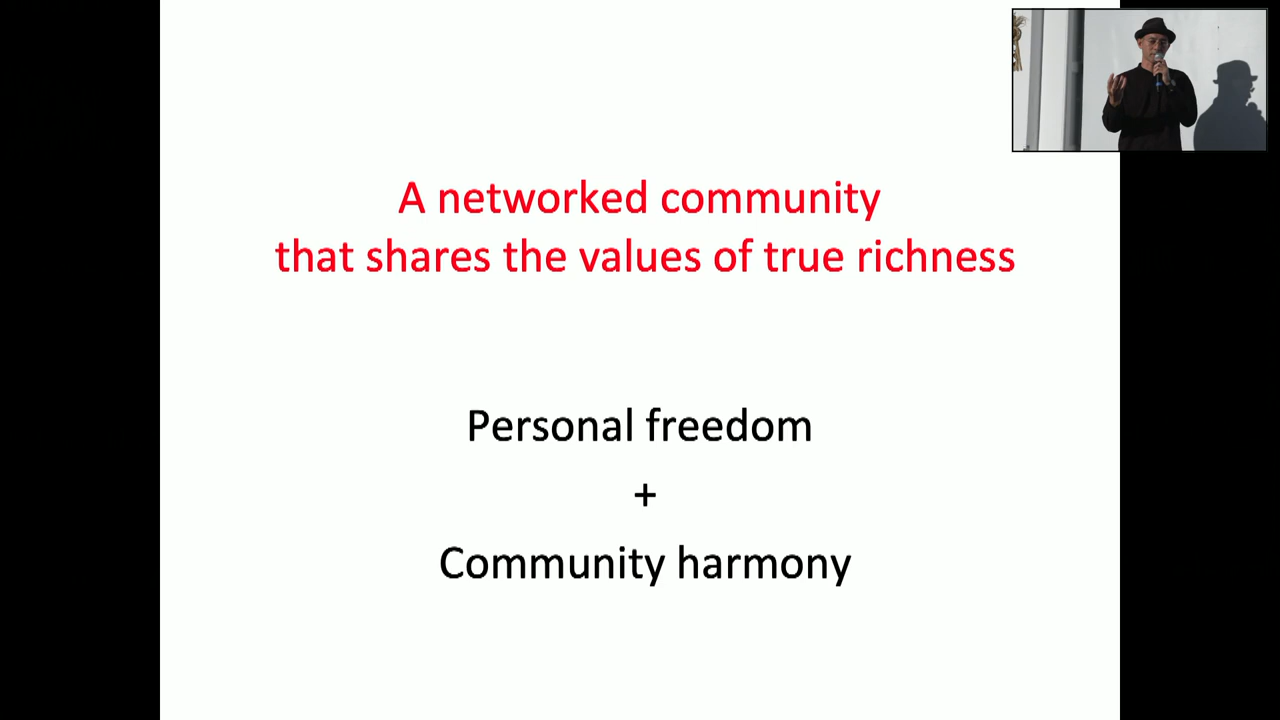 A networked community
that shares the values of true richness
Personal freedom
+
Community harmony